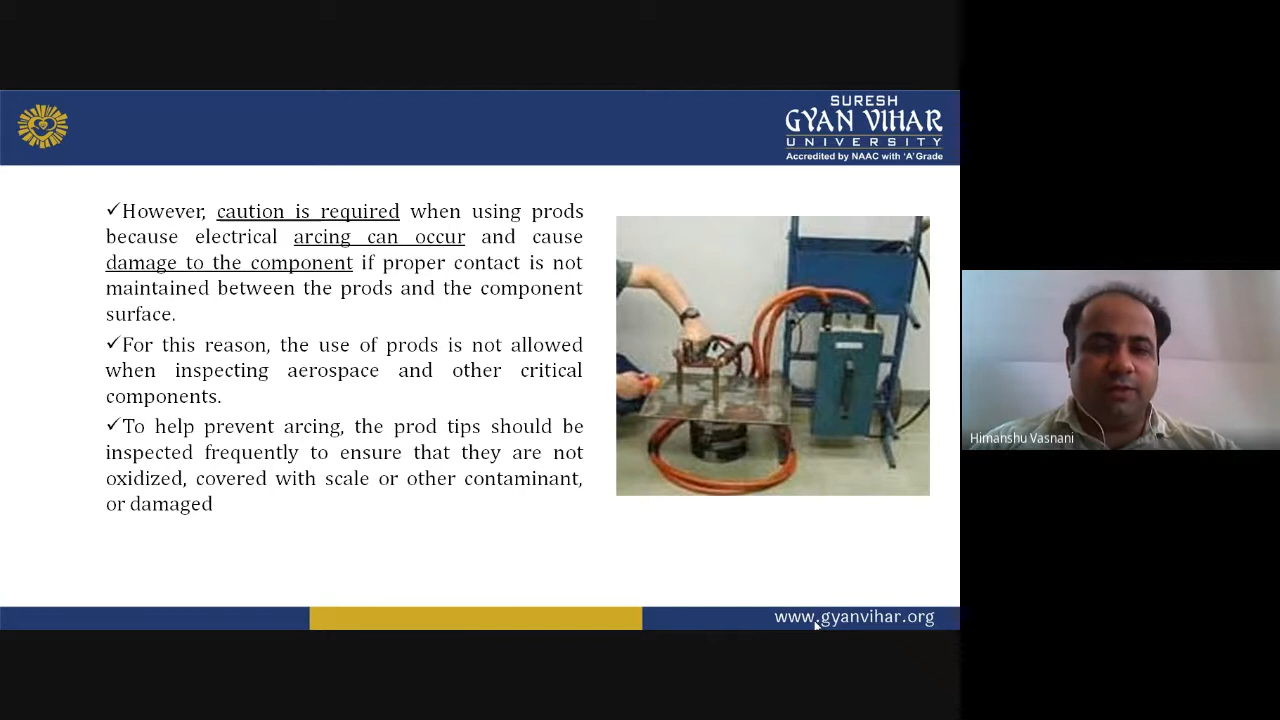 SURESH
GYAN VIHAR
UNIVERSITY
Accredited by NAAC with 'A' Grade
✓However, caution is required when using prods
because electrical arcing can occur and cause
damage to the component if proper contact is not
maintained between the prods and the component
surface.
✓For this reason, the use of prods is not allowed
when inspecting aerospace and other critical
components.
✓To help prevent arcing, the prod tips should be
inspected frequently to ensure that they are not
oxidized, covered with scale or other contaminant,
or damaged
Himanshu Vasnani
www.gyanvihar.org